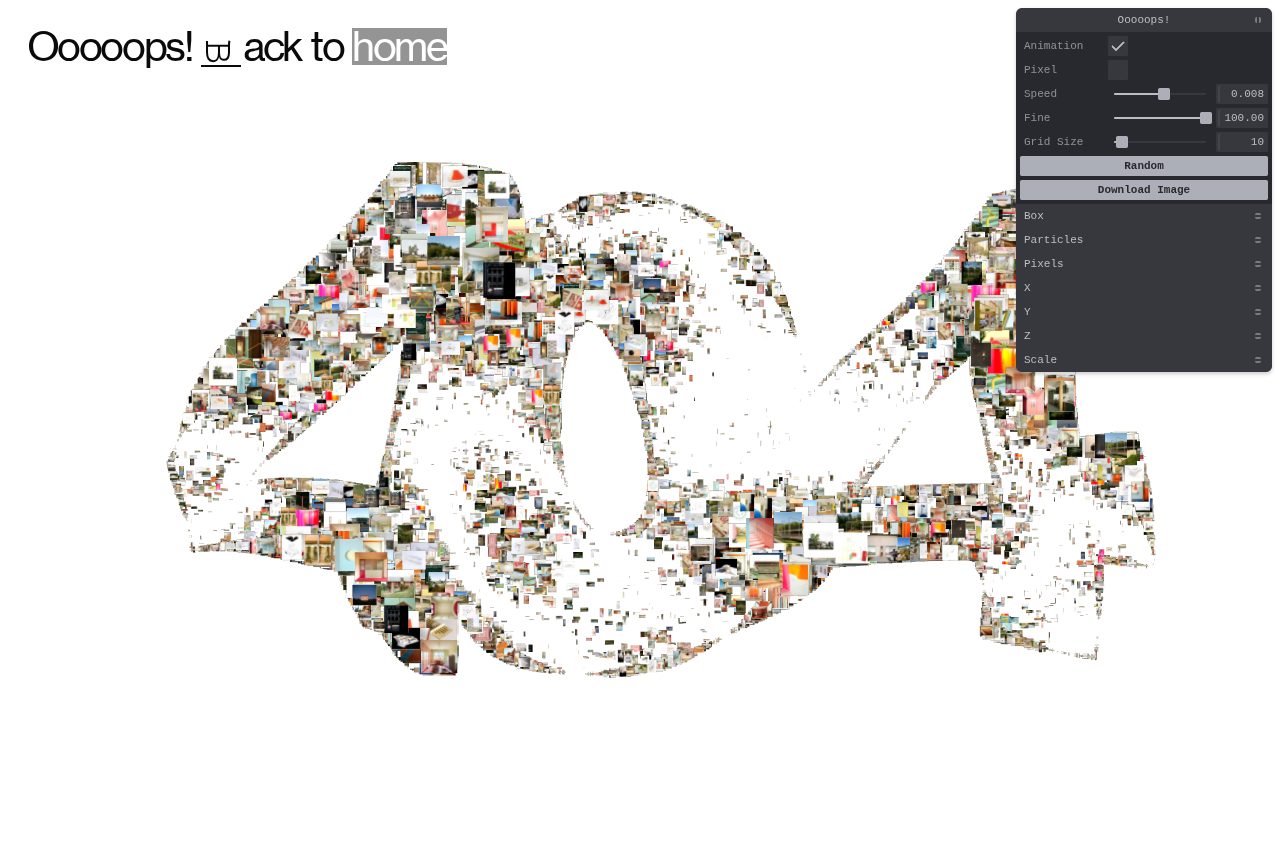 Ooooops! B ack to home
404
Ooooops!
Animation
Pixel
Speed 0.008
Fine 100.00
Grid Size 10
Random
Download Image
Box
Particles
Pixels
X
Y
Z
Scale